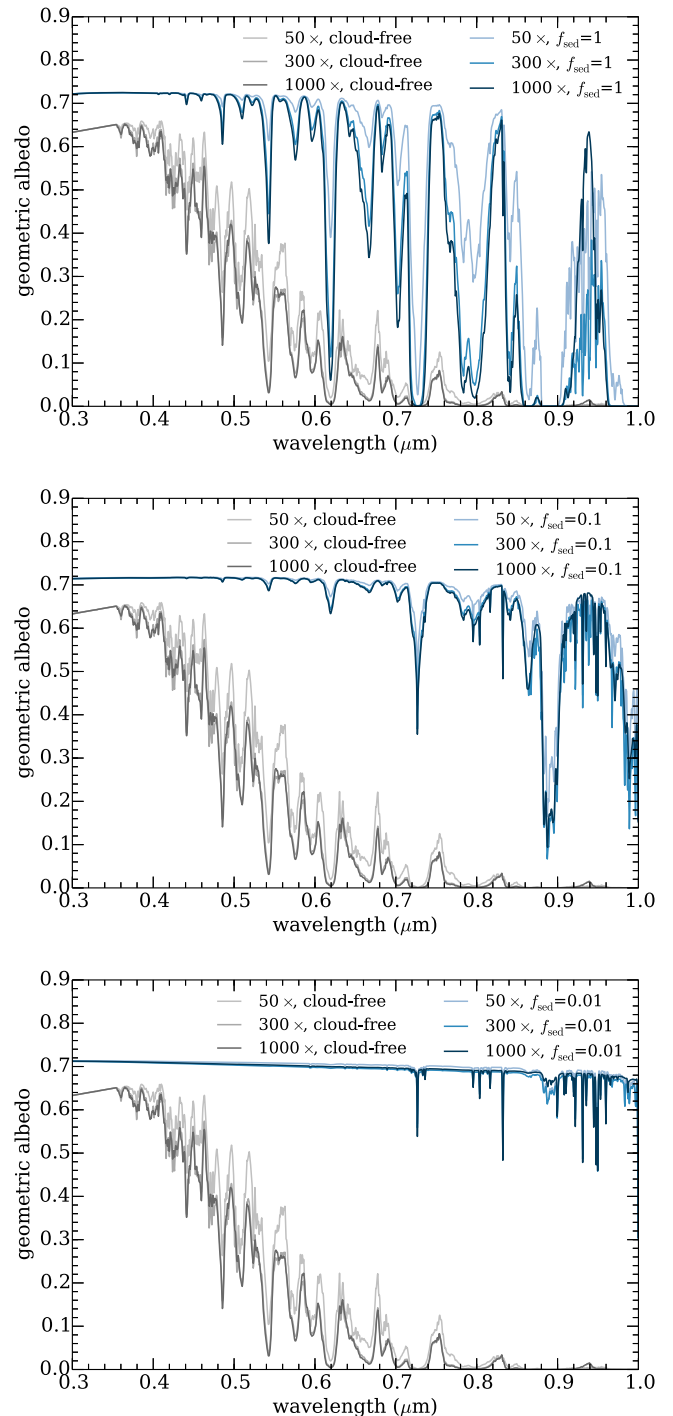 0.9
0.8
0.7
0.6
0.5
0.4
0.3
0.2
0.1
0.0
geometric albedo
50 ×, cloud-free
300 ×, cloud-free
1000 ×, cloud-free
50 ×, f_sed=1
300 ×, f_sed=1
1000 ×, f_sed=1
0.3 0.4 0.5 0.6 0.7 0.8 0.9 1.0
wavelength (μm)
0.9
0.8
0.7
0.6
0.5
0.4
0.3
0.2
0.1
0.0
geometric albedo
50 ×, cloud-free
300 ×, cloud-free
1000 ×, cloud-free
50 ×, f_sed=0.1
300 ×, f_sed=0.1
1000 ×, f_sed=0.1
0.3 0.4 0.5 0.6 0.7 0.8 0.9 1.0
wavelength (μm)
0.9
0.8
0.7
0.6
0.5
0.4
0.3
0.2
0.1
0.0
geometric albedo
50 ×, cloud-free
300 ×, cloud-free
1000 ×, cloud-free
50 ×, f_sed=0.01
300 ×, f_sed=0.01
1000 ×, f_sed=0.01
0.3 0.4 0.5 0.6 0.7 0.8 0.9 1.0
wavelength (μm)